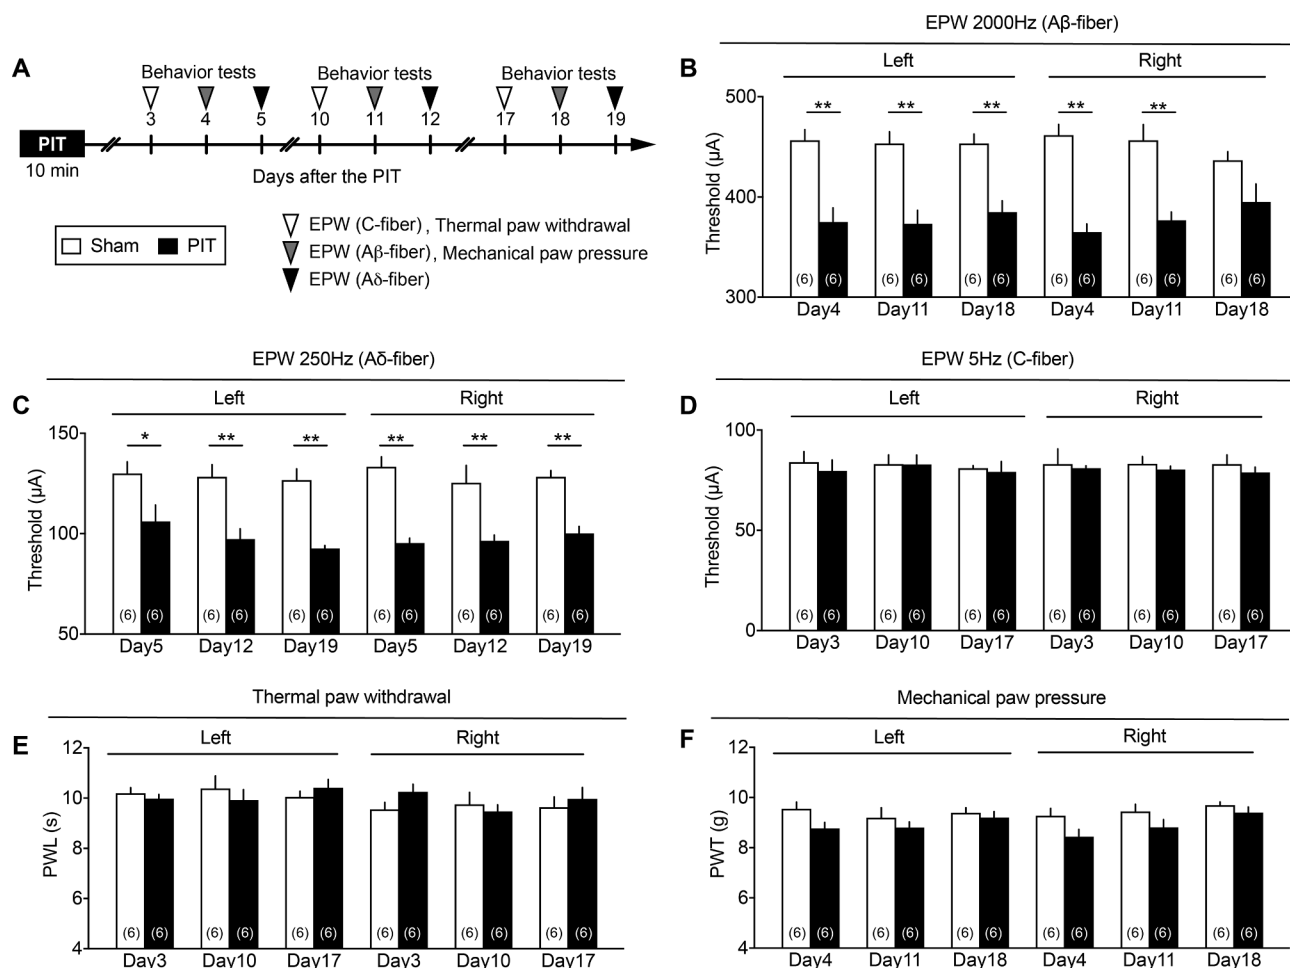 A
Behavior tests Behavior tests Behavior tests
3 4 5 10 11 12 17 18 19
PIT
10 min
Days after the PIT
Sham PIT
EPW (C-fiber) , Thermal paw withdrawal
EPW (Aβ-fiber) , Mechanical paw pressure
EPW (Aδ-fiber)
EPW 2000Hz (Aβ-fiber)
B
Left Right
** ** ** ** **
500
400
300
Threshold (μA)
(6) (6) (6) (6) (6) (6) (6) (6) (6) (6) (6) (6)
Day4 Day11 Day18 Day4 Day11 Day18
EPW 250Hz (Aδ-fiber)
C
Left Right
* ** ** ** ** **
150
100
50
Threshold (μA)
(6) (6) (6) (6) (6) (6) (6) (6) (6) (6) (6) (6)
Day5 Day12 Day19 Day5 Day12 Day19
EPW 5Hz (C-fiber)
D
Left Right
100
50
0
Threshold (μA)
(6) (6) (6) (6) (6) (6) (6) (6) (6) (6) (6) (6)
Day3 Day10 Day17 Day3 Day10 Day17
Thermal paw withdrawal
E
Left Right
12
10
8
6
4
PWL (s)
(6) (6) (6) (6) (6) (6) (6) (6) (6) (6) (6) (6)
Day3 Day10 Day17 Day3 Day10 Day17
Mechanical paw pressure
F
Left Right
12
10
8
6
4
PWT (g)
(6) (6) (6) (6) (6) (6) (6) (6) (6) (6) (6) (6)
Day4 Day11 Day18 Day4 Day11 Day18